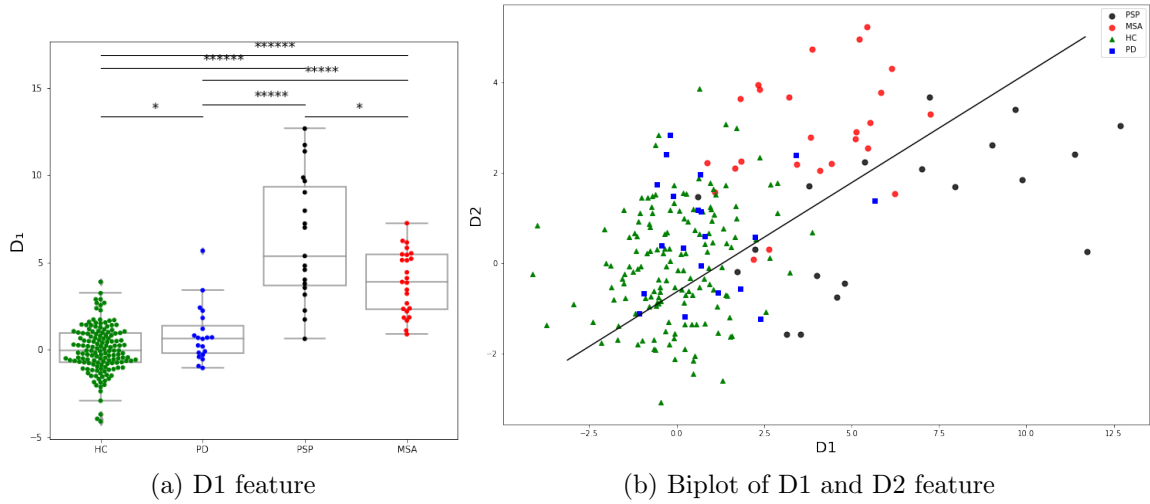 ******
******
*****
*****
*
*
15
10
5
0
−5
D₁
HC
PD
PSP
MSA
PSP
MSA
HC
PD
4
2
0
−2
D2
−2.5
0.0
2.5
5.0
7.5
10.0
12.5
D1
(a) D1 feature
(b) Biplot of D1 and D2 feature